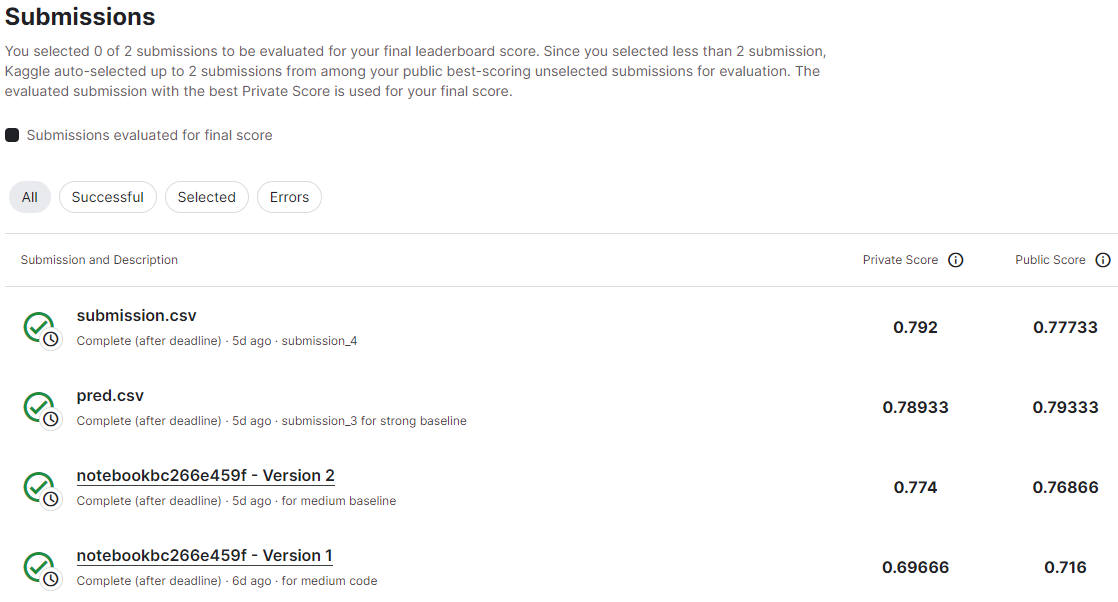 Submissions
You selected 0 of 2 submissions to be evaluated for your final leaderboard score. Since you selected less than 2 submission,
Kaggle auto-selected up to 2 submissions from among your public best-scoring unselected submissions for evaluation. The
evaluated submission with the best Private Score is used for your final score.
Submissions evaluated for final score
All Successful Selected Errors
Submission and Description Private Score Public Score
submission.csv
Complete (after deadline) · 5d ago · submission_4
0.792 0.77733
pred.csv
Complete (after deadline) · 5d ago · submission_3 for strong baseline
0.78933 0.79333
notebookbc266e459f - Version 2
Complete (after deadline) · 5d ago · for medium baseline
0.774 0.76866
notebookbc266e459f - Version 1
Complete (after deadline) · 6d ago · for medium code
0.69666 0.716